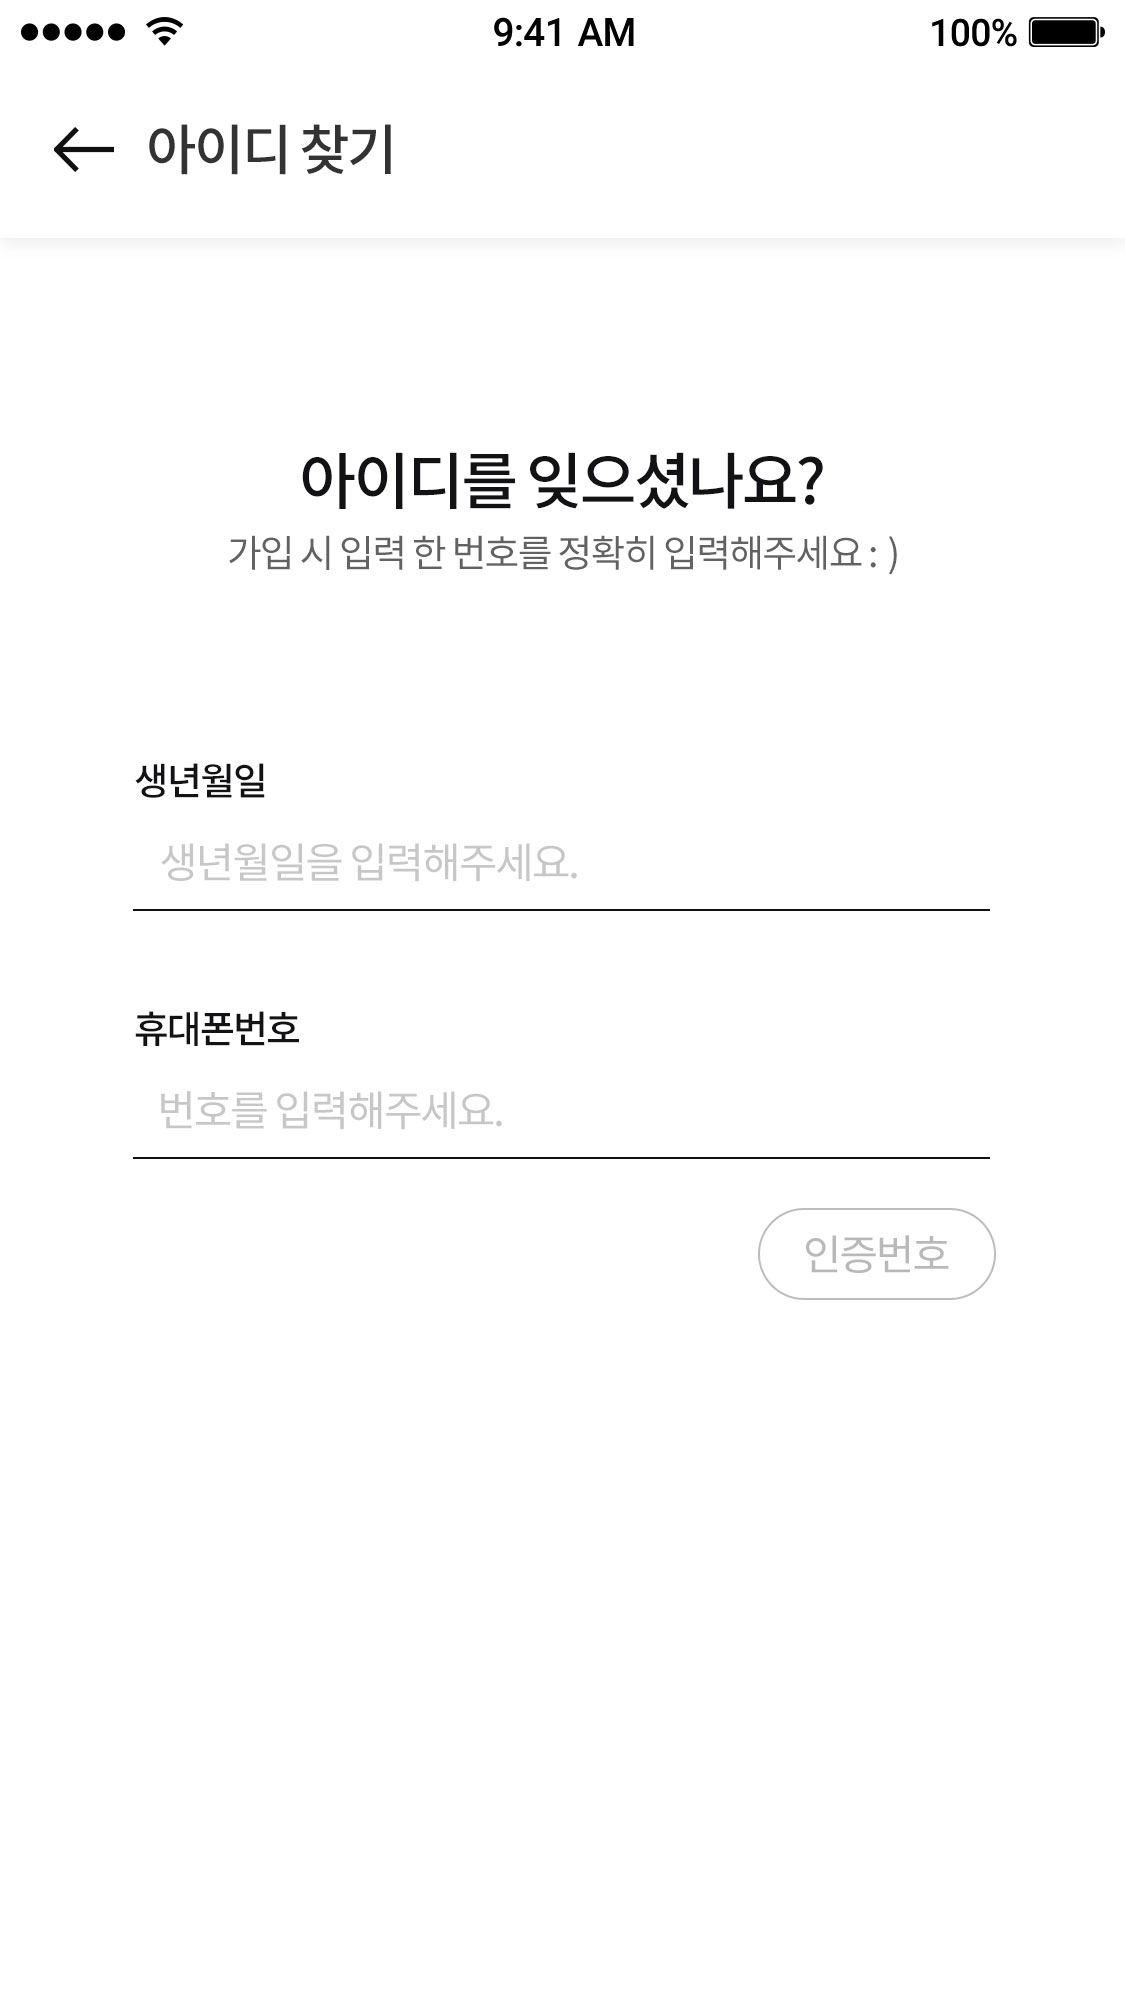 9:41 AM
100%
아이디 찾기
아이디를 잊으셨나요?
가입 시 입력 한 번호를 정확히 입력해주세요 : )
생년월일
생년월일을 입력해주세요.
휴대폰번호
번호를 입력해주세요.
인증번호